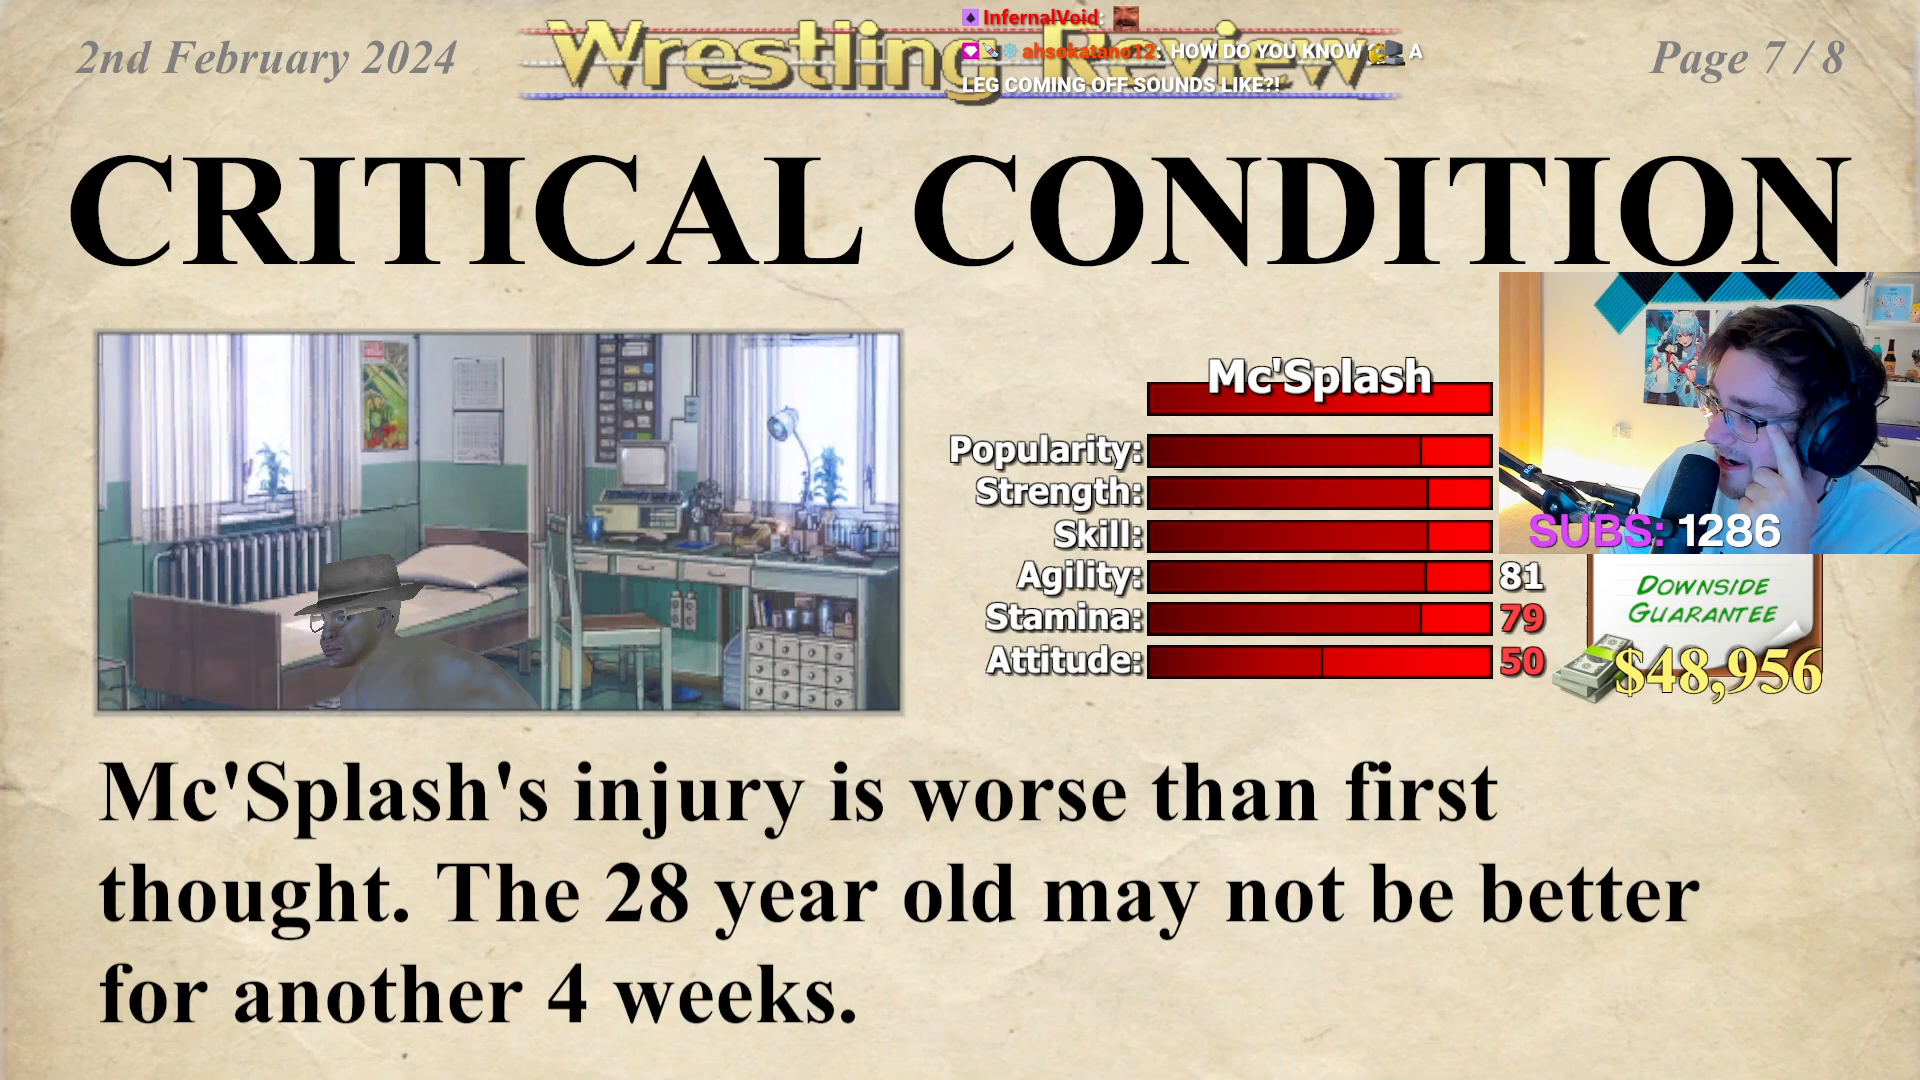 2nd February 2024
Wrestling Review
Page 7 / 8
InfernalVoid:
ahsokatano12: HOW DO YOU KNOW A
LEG COMING OFF SOUNDS LIKE?!
CRITICAL CONDITION
Mc'Splash
Popularity:
Strength:
Skill:
Agility: 81
Stamina: 79
Attitude: 50
SUBS: 1286
DOWNSIDE
GUARANTEE
$48,956
Mc'Splash's injury is worse than first
thought. The 28 year old may not be better
for another 4 weeks.